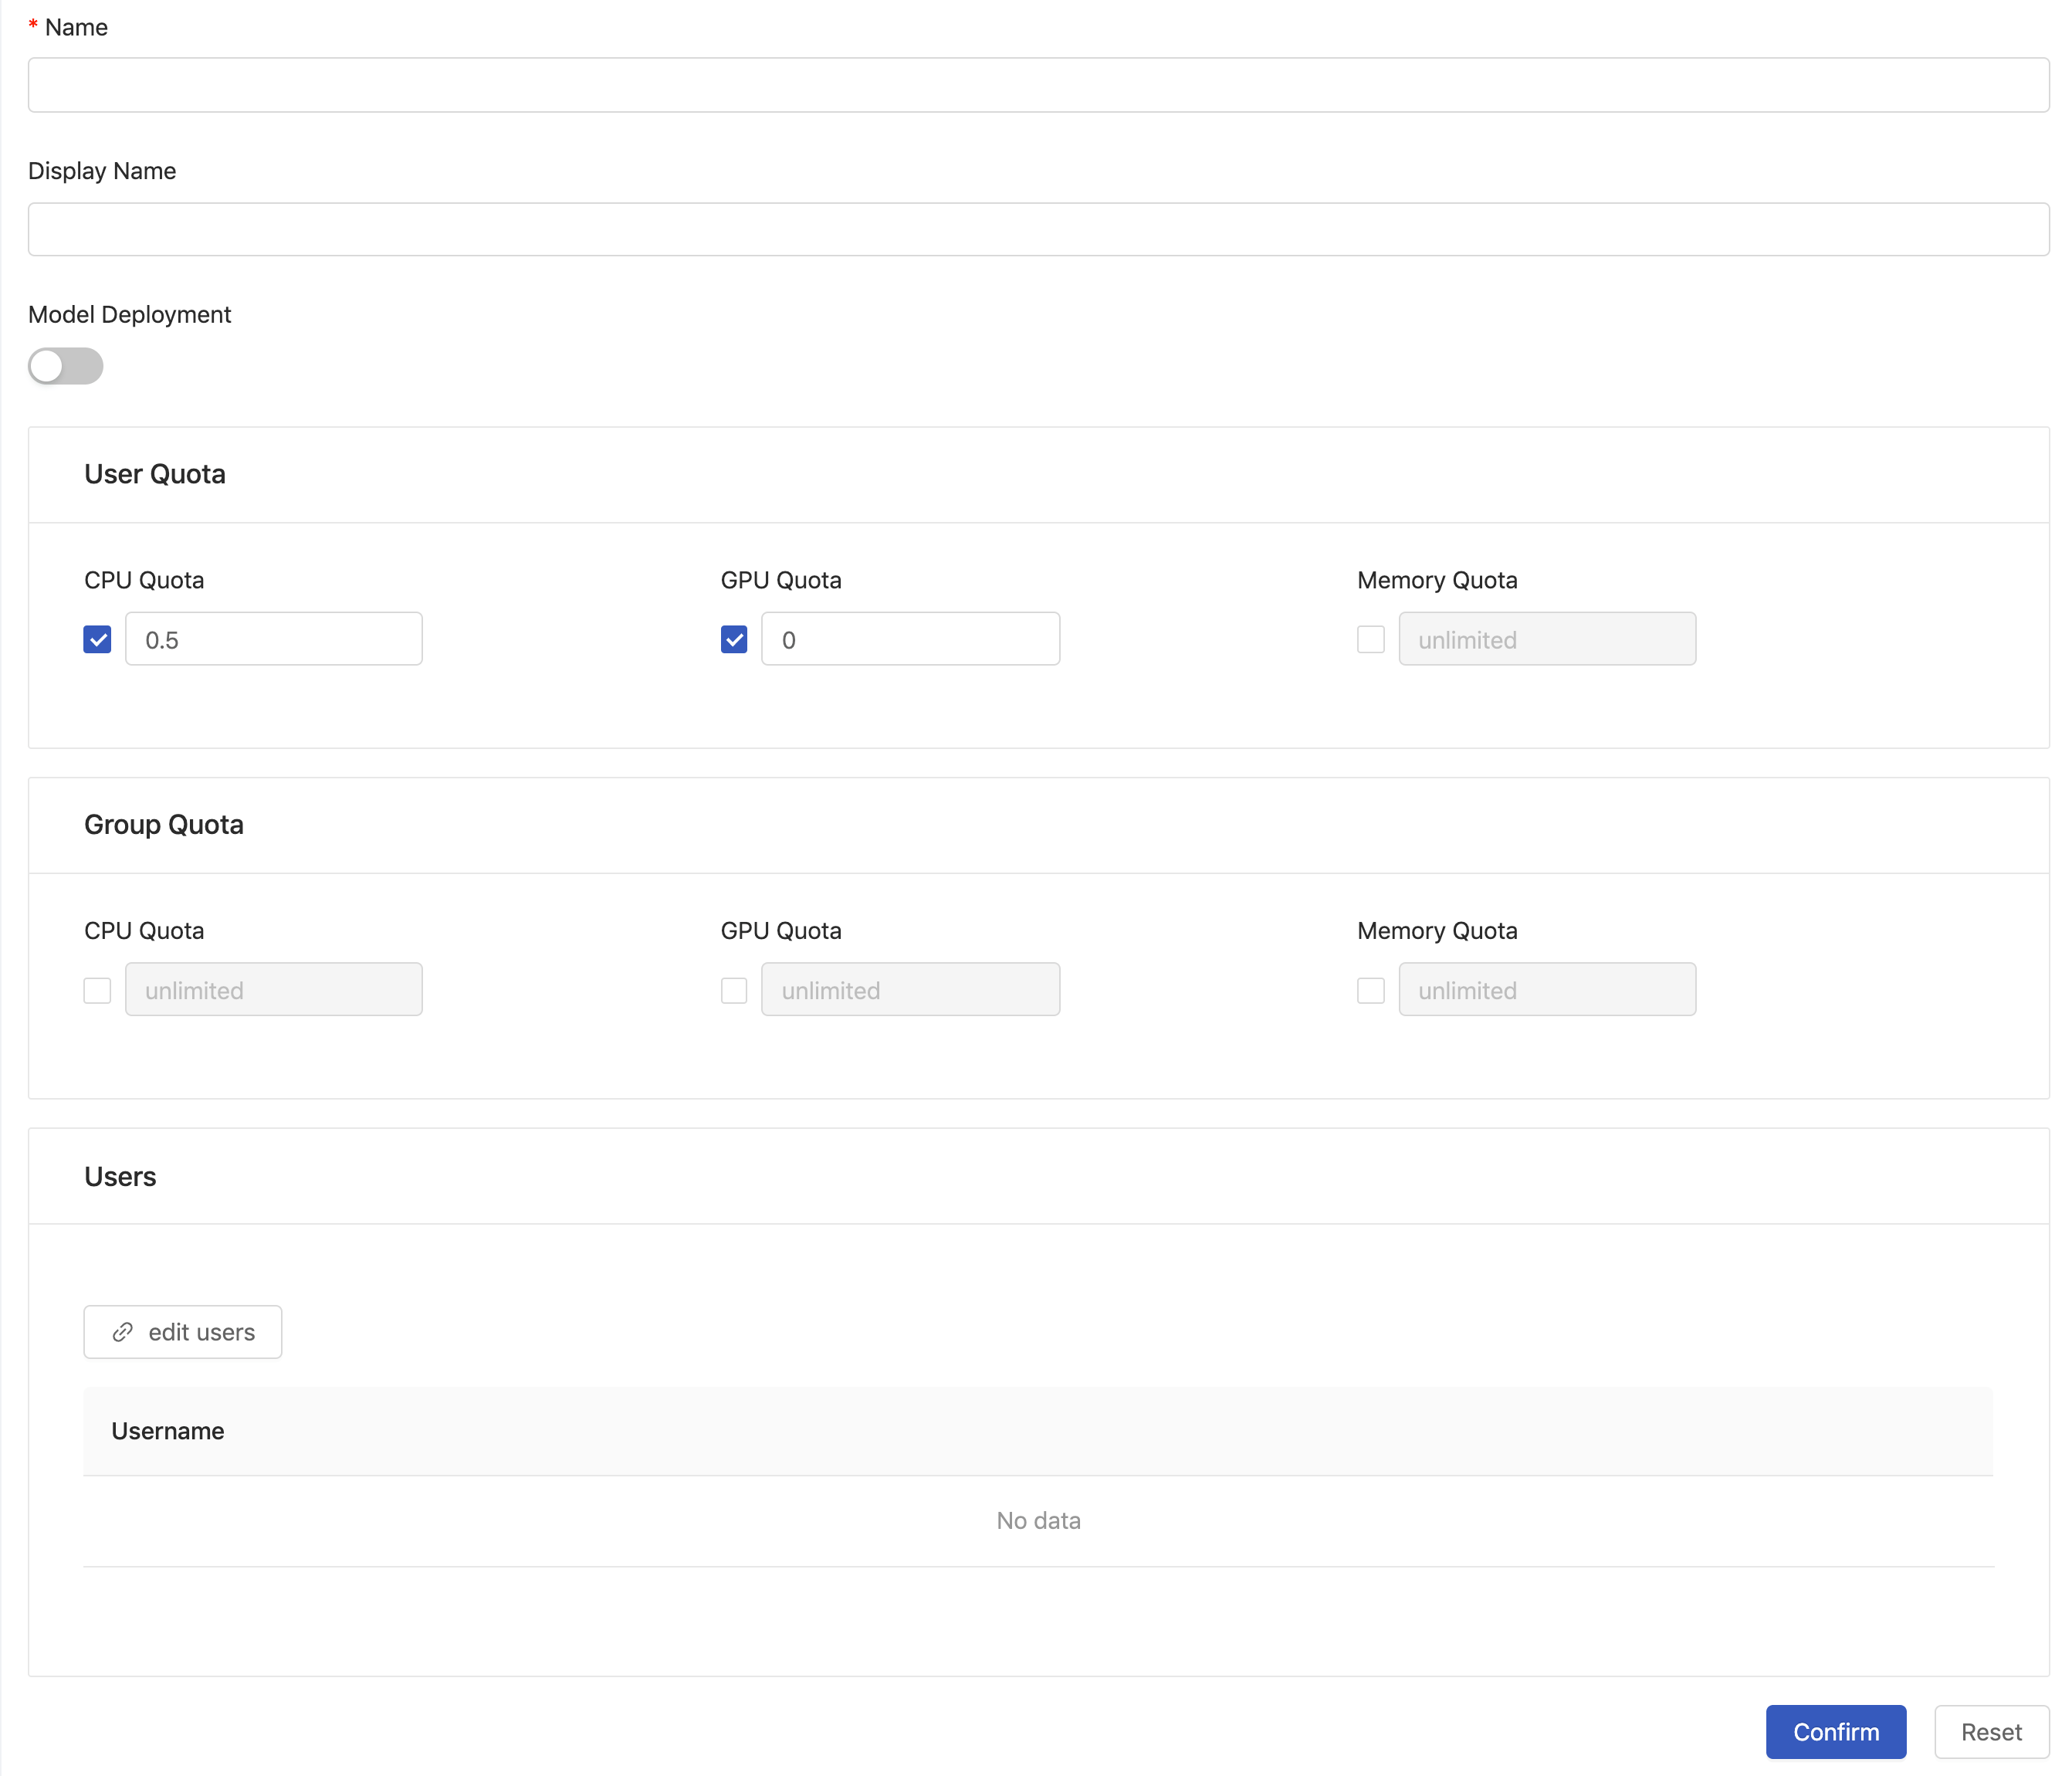 * Name
Display Name
Model Deployment
User Quota
CPU Quota GPU Quota Memory Quota
0.5 0 unlimited
Group Quota
CPU Quota GPU Quota Memory Quota
unlimited unlimited unlimited
Users
edit users
Username
No data
Confirm Reset